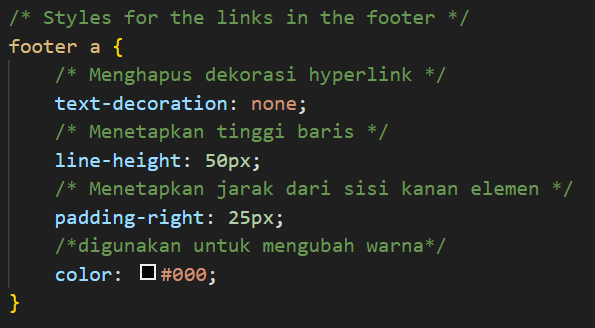 /* Styles for the links in the footer */
footer a {
    /* Menghapus dekorasi hyperlink */
    text-decoration: none;
    /* Menetapkan tinggi baris */
    line-height: 50px;
    /* Menetapkan jarak dari sisi kanan elemen */
    padding-right: 25px;
    /*digunakan untuk mengubah warna*/
    color: #000;
}